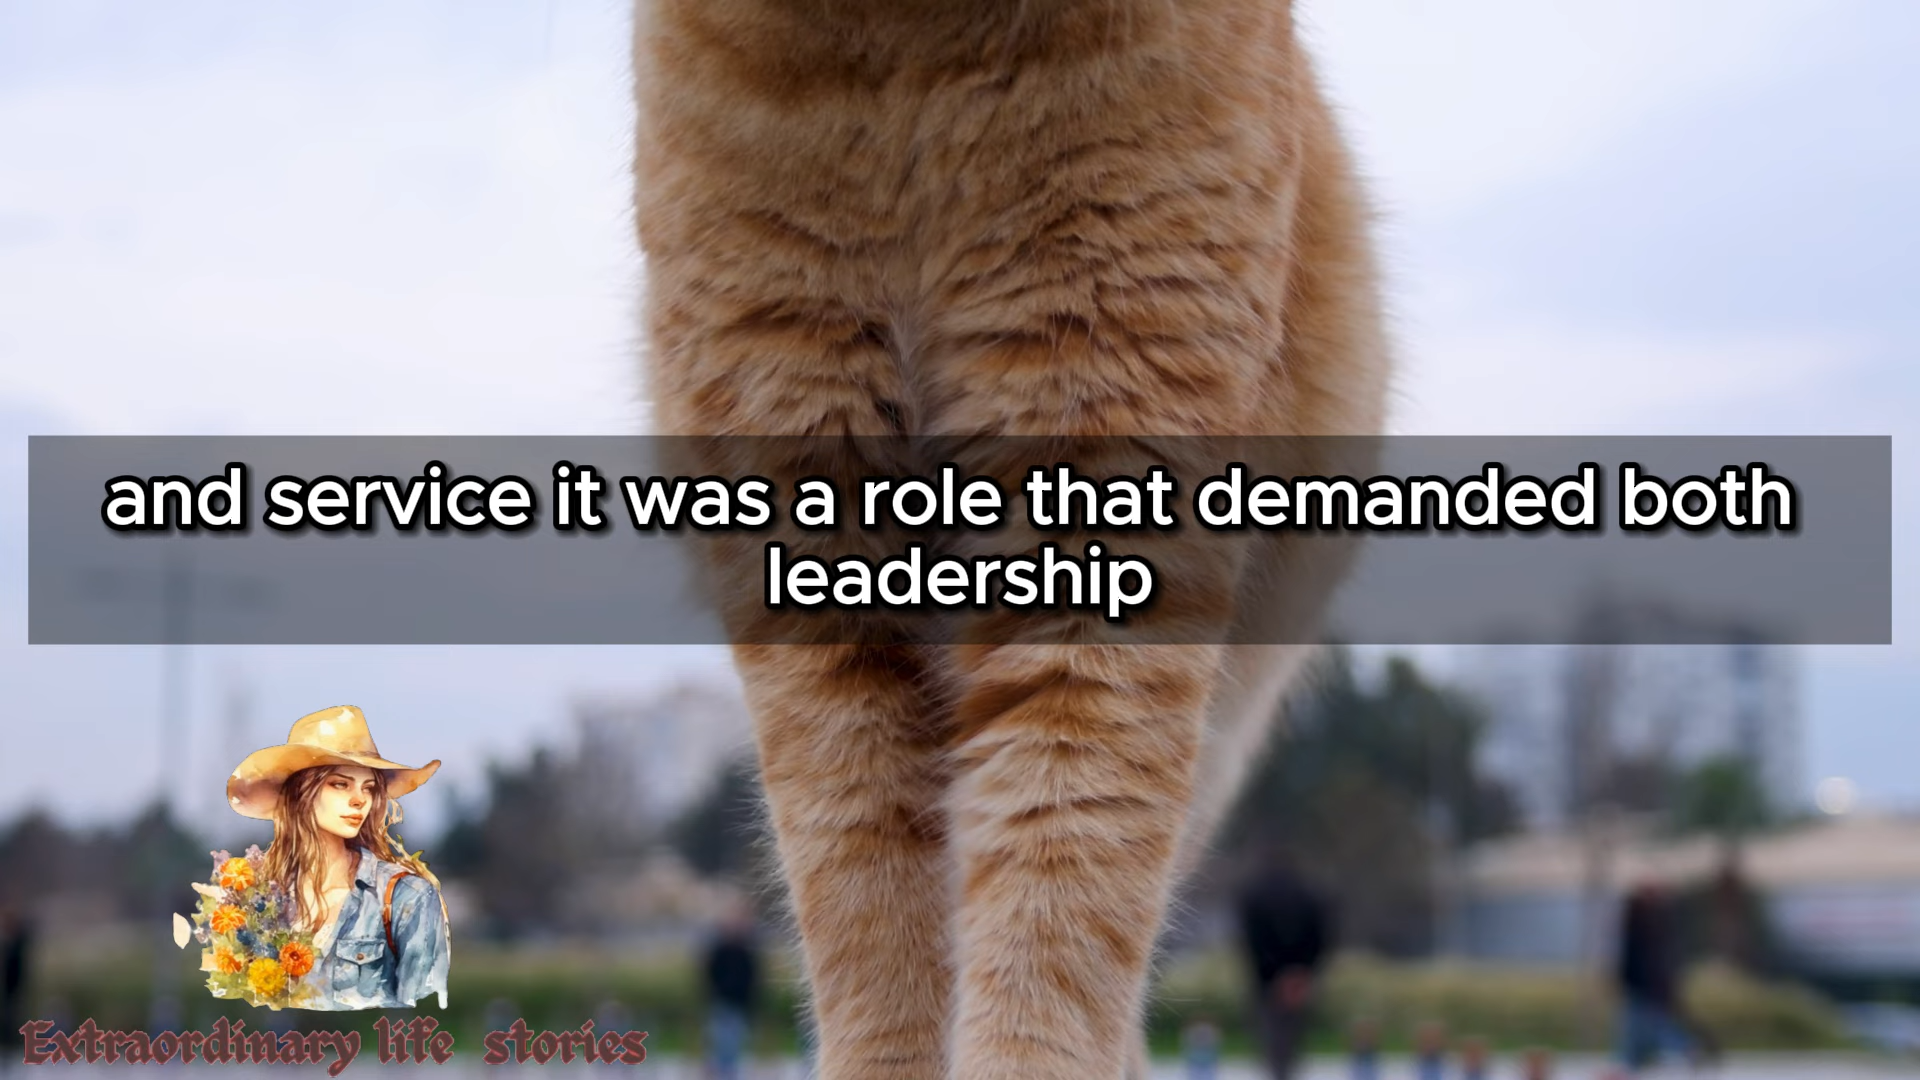 and service it was a role that demanded both
leadership
Extraordinary life stories